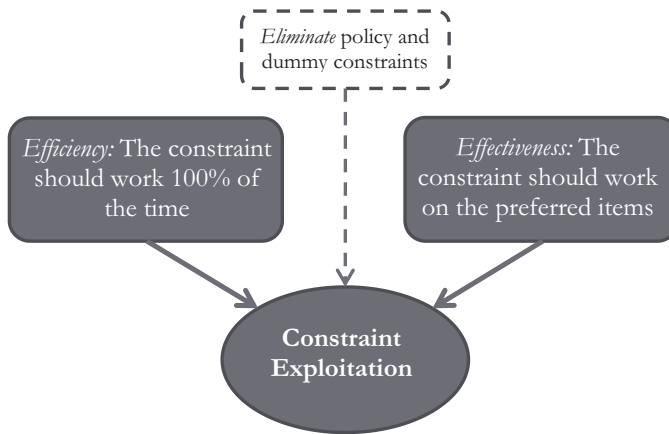 Eliminate policy and
dummy constraints
Efficiency: The constraint
should work 100% of
the time
Effectiveness: The
constraint should work
on the preferred items
Constraint
Exploitation